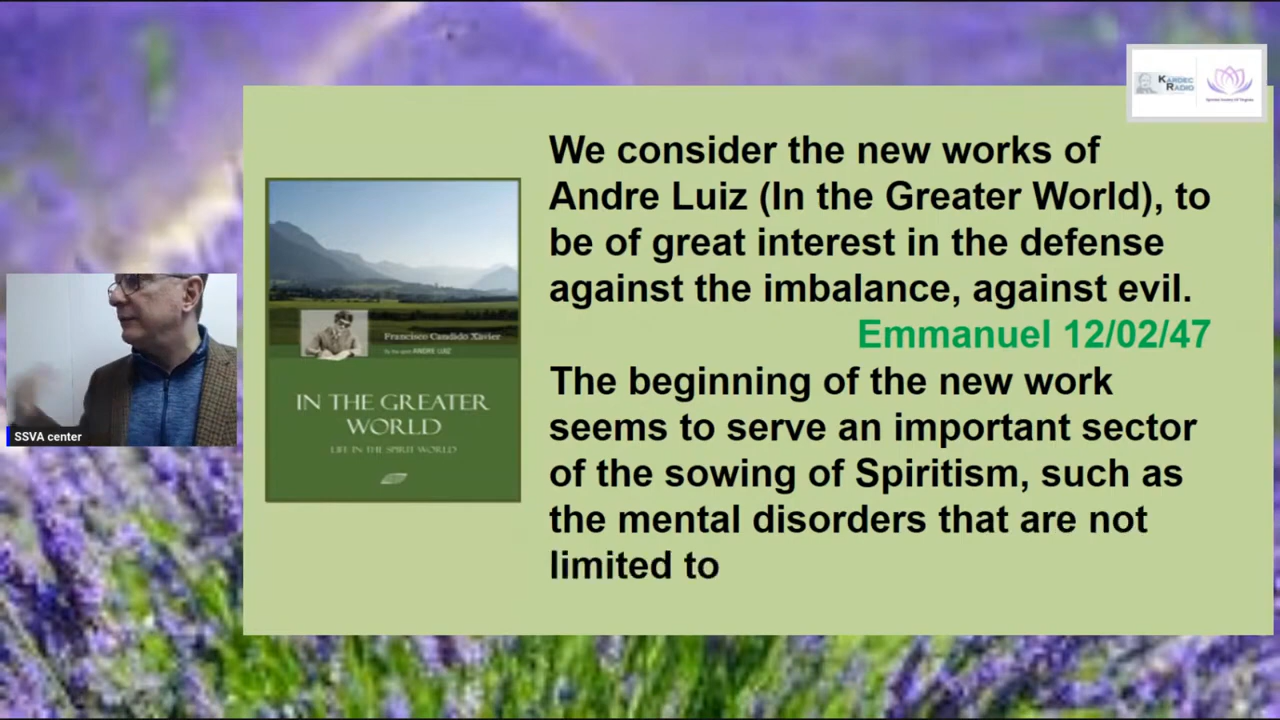 KARDEC
RADIO
We consider the new works of
Andre Luiz (In the Greater World), to
be of great interest in the defense
against the imbalance, against evil.
Emmanuel 12/02/47
The beginning of the new work
seems to serve an important sector
of the sowing of Spiritism, such as
the mental disorders that are not
limited to
Francisco Candido Xavier
By the spirit ANDRE LUIZ
IN THE GREATER
WORLD
LIFE IN THE SPIRIT WORLD
SSVA center